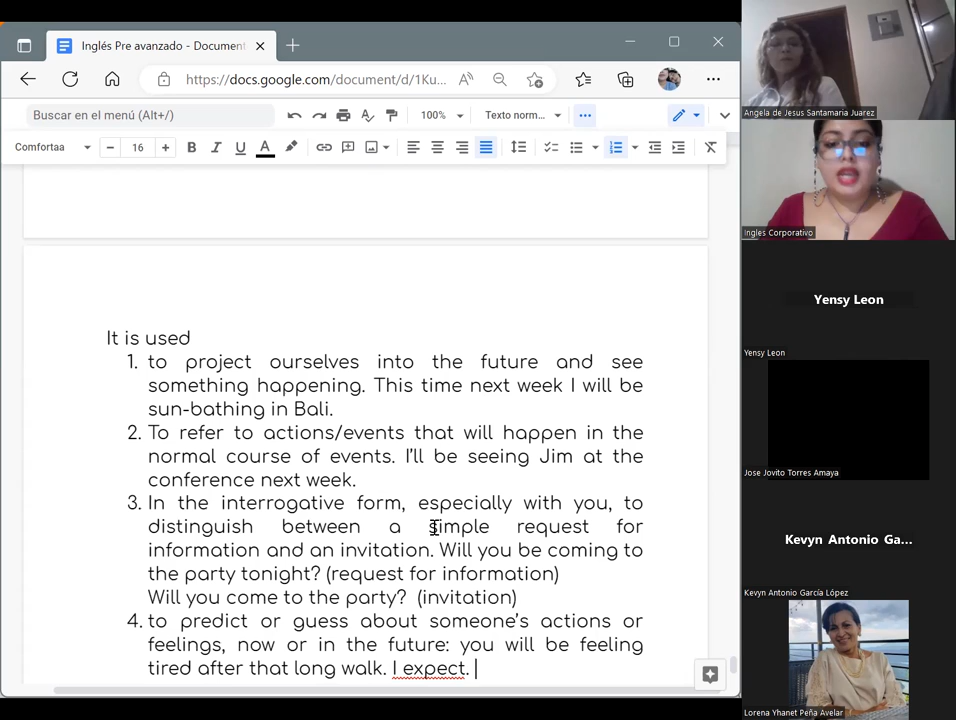 Inglés Pre avanzado - Document
https://docs.google.com/document/d/1Ku...
Buscar en el menú (Alt+/)
100%
Texto norm...
Comfortaa
16
It is used
1. to project ourselves into the future and see
something happening. This time next week I will be
sun-bathing in Bali.
2. To refer to actions/events that will happen in the
normal course of events. I'll be seeing Jim at the
conference next week.
3. In the interrogative form, especially with you, to
distinguish between a simple request for
information and an invitation. Will you be coming to
the party tonight? (request for information)
Will you come to the party? (invitation)
4. to predict or guess about someone's actions or
feelings, now or in the future: you will be feeling
tired after that long walk. I expect.
Angela de Jesus Santamaria Juarez
Ingles Corporativo
Yensy Leon
Yensy Leon
Jose Jovito Torres Amaya
Kevyn Antonio Ga...
Kevyn Antonio García López
Lorena Yhanet Peña Avelar